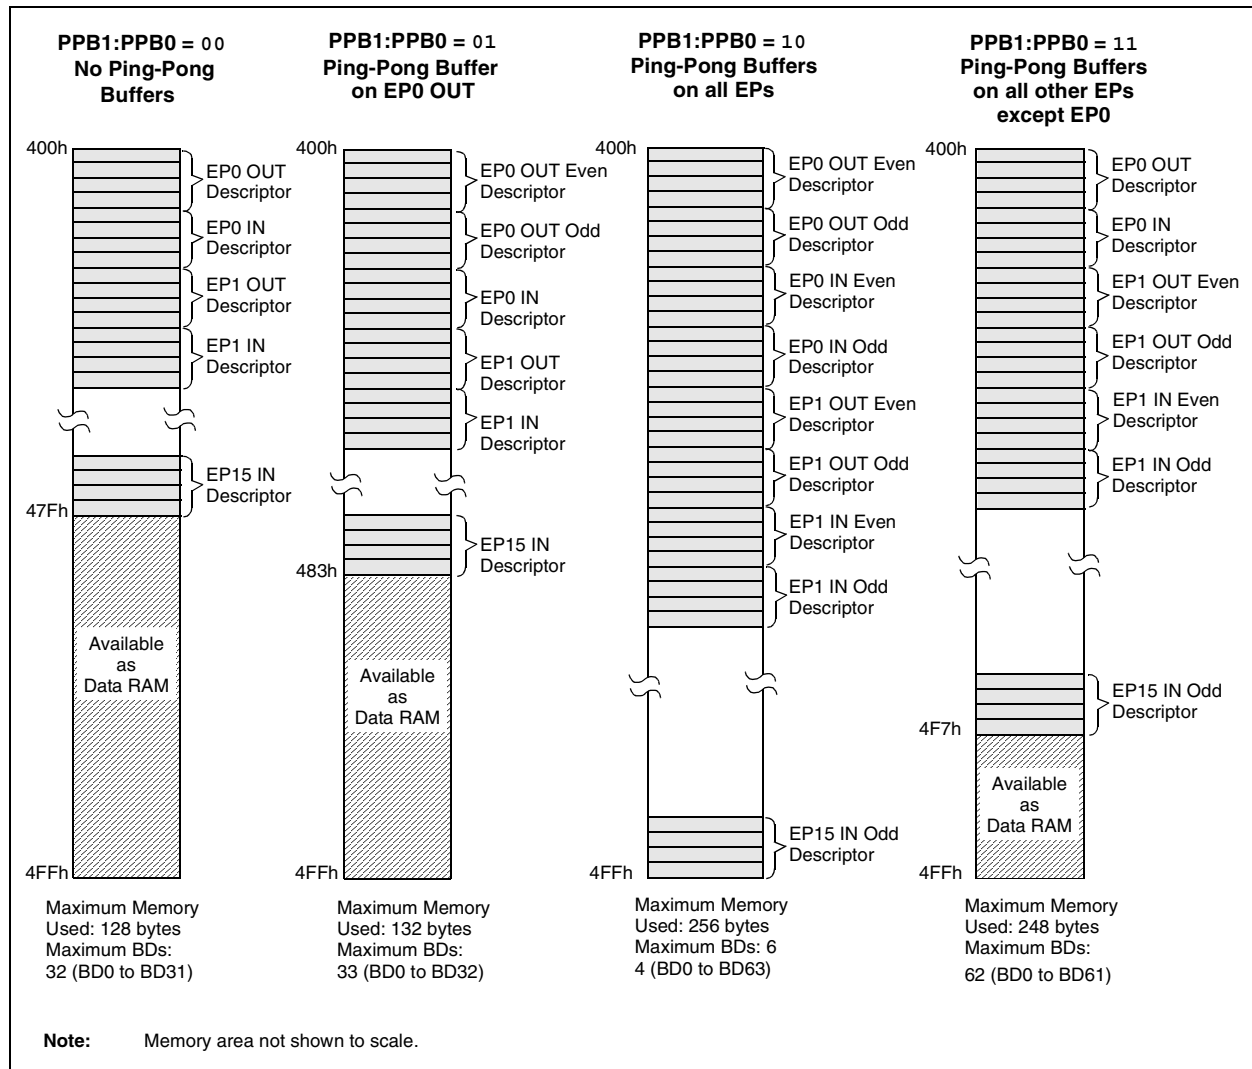 PPB1:PPB0 = 00
No Ping-Pong
Buffers
400h
EP0 OUT
Descriptor
EP0 IN
Descriptor
EP1 OUT
Descriptor
EP1 IN
Descriptor
EP15 IN
Descriptor
47Fh
Available
as
Data RAM
4FFh
Maximum Memory
Used: 128 bytes
Maximum BDs:
32 (BD0 to BD31)
PPB1:PPB0 = 01
Ping-Pong Buffer
on EP0 OUT
400h
EP0 OUT Even
Descriptor
EP0 OUT Odd
Descriptor
EP0 IN
Descriptor
EP1 OUT
Descriptor
EP1 IN
Descriptor
EP15 IN
Descriptor
483h
Available
as
Data RAM
4FFh
Maximum Memory
Used: 132 bytes
Maximum BDs:
33 (BD0 to BD32)
PPB1:PPB0 = 10
Ping-Pong Buffers
on all EPs
400h
EP0 OUT Even
Descriptor
EP0 OUT Odd
Descriptor
EP0 IN Even
Descriptor
EP0 IN Odd
Descriptor
EP1 OUT Even
Descriptor
EP1 OUT Odd
Descriptor
EP1 IN Even
Descriptor
EP1 IN Odd
Descriptor
EP15 IN Odd
Descriptor
4FFh
Maximum Memory
Used: 256 bytes
Maximum BDs: 6
4 (BD0 to BD63)
PPB1:PPB0 = 11
Ping-Pong Buffers
on all other EPs
except EP0
400h
EP0 OUT
Descriptor
EP0 IN
Descriptor
EP1 OUT Even
Descriptor
EP1 OUT Odd
Descriptor
EP1 IN Even
Descriptor
EP1 IN Odd
Descriptor
EP15 IN Odd
Descriptor
4F7h
Available
as
Data RAM
4FFh
Maximum Memory
Used: 248 bytes
Maximum BDs:
62 (BD0 to BD61)
Note: Memory area not shown to scale.